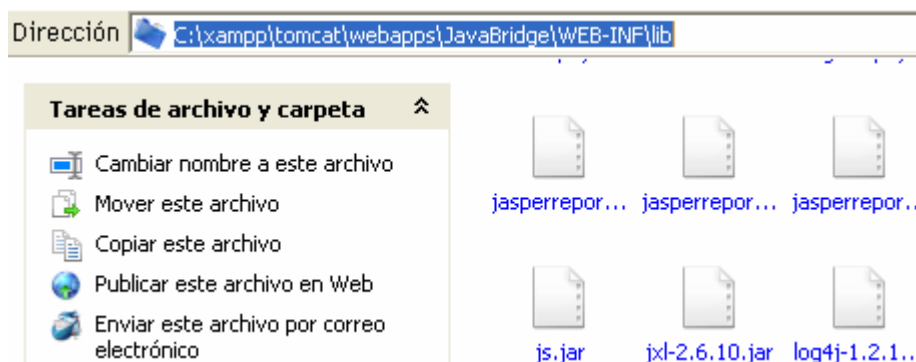 Dirección C:\xampp\tomcat\webapps\JavaBridge\WEB-INF\lib
Tareas de archivo y carpeta
Cambiar nombre a este archivo
Mover este archivo
Copiar este archivo
Publicar este archivo en Web
Enviar este archivo por correo
electrónico
jasperrepor... jasperrepor... jasperrepor..
js.jar jxl-2.6.10.jar log4j-1.2.1..